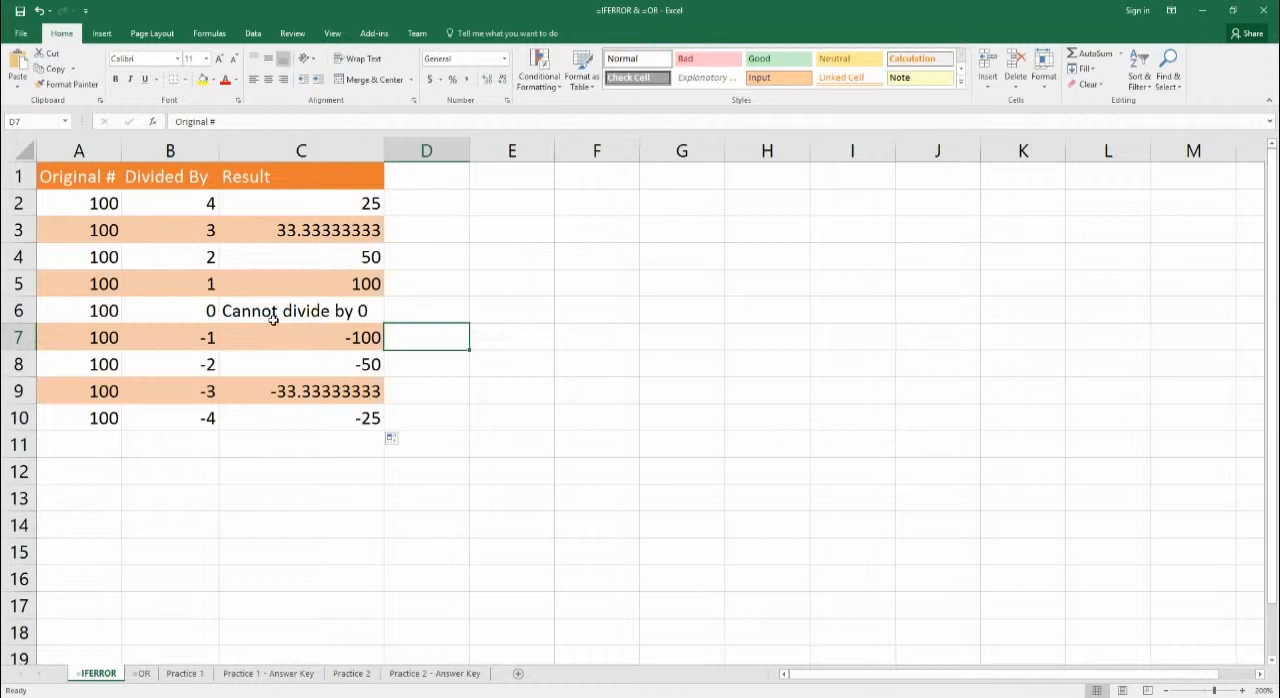 =IFERROR & =OR - Excel
Sign in
File Home Insert Page Layout Formulas Data Review View Add-ins Team Tell me what you want to do
Share
Paste
Cut
Copy
Format Painter
Clipboard
Calibri 11
B I U
Font
Wrap Text
Merge & Center
Alignment
General
$ % ,
Number
Conditional Formatting
Format as Table
Normal Bad Good Neutral Calculation
Check Cell Explanatory ... Input Linked Cell Note
Styles
Insert Delete Format
Cells
AutoSum
Fill
Clear
Sort & Filter
Find & Select
Editing
D7 fx Original #
A B C D E F G H I J K L M
1 Original # Divided By Result
2 100 4 25
3 100 3 33.33333333
4 100 2 50
5 100 1 100
6 100 0 Cannot divide by 0
7 100 -1 -100
8 100 -2 -50
9 100 -3 -33.33333333
10 100 -4 -25
11
12
13
14
15
16
17
18
19
=IFERROR =OR Practice 1 Practice 1 - Answer Key Practice 2 Practice 2 - Answer Key
Ready
200%